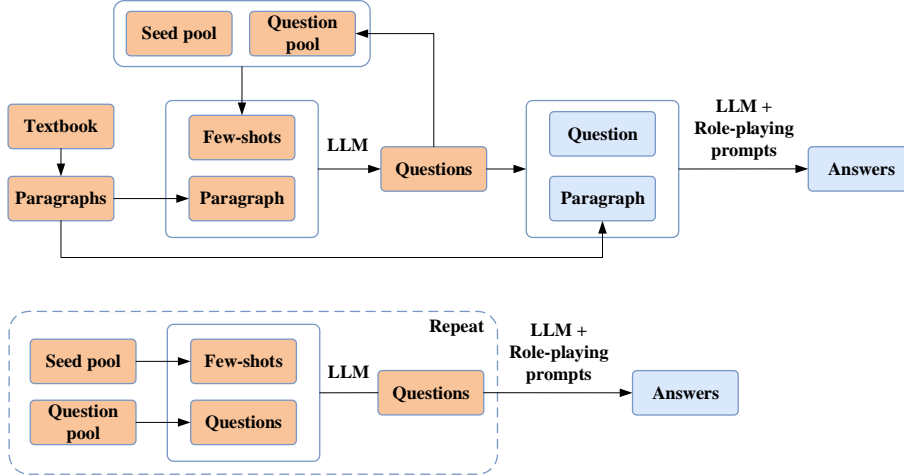 Seed pool
Question
pool
Textbook
Few-shots
LLM
Questions
Question
LLM +
Role-playing
prompts
Paragraphs
Paragraph
Paragraph
Answers
Repeat
Seed pool
Few-shots
LLM
Questions
LLM +
Role-playing
prompts
Answers
Question
pool
Questions